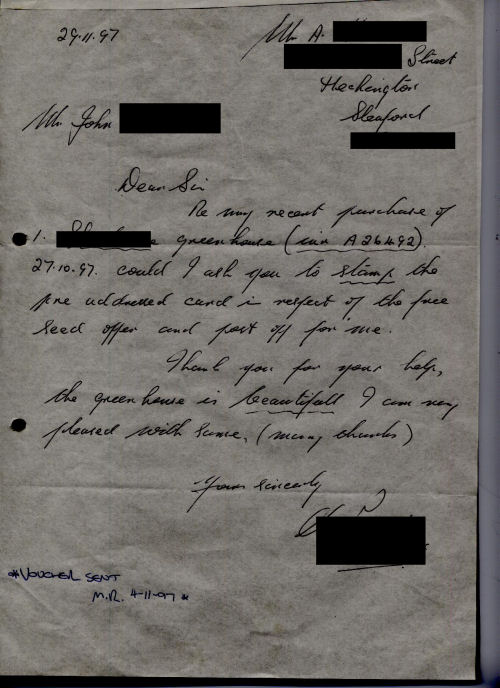 29.11.97
Mr. A.
Street
Heckington
Sleaford
Mr John
Dear Sir
Re my recent purchase of
1. greenhouse (inv A26492).
27.10.97. could I ask you to stamp the
pre addressed card in respect of the free
seed offer and post off for me.
Thank you for your help,
the greenhouse is beautifull I am very
pleased with same, (many thanks)
Yours sincerely
*VOUCHER SENT
M.R. 4-11-97 *